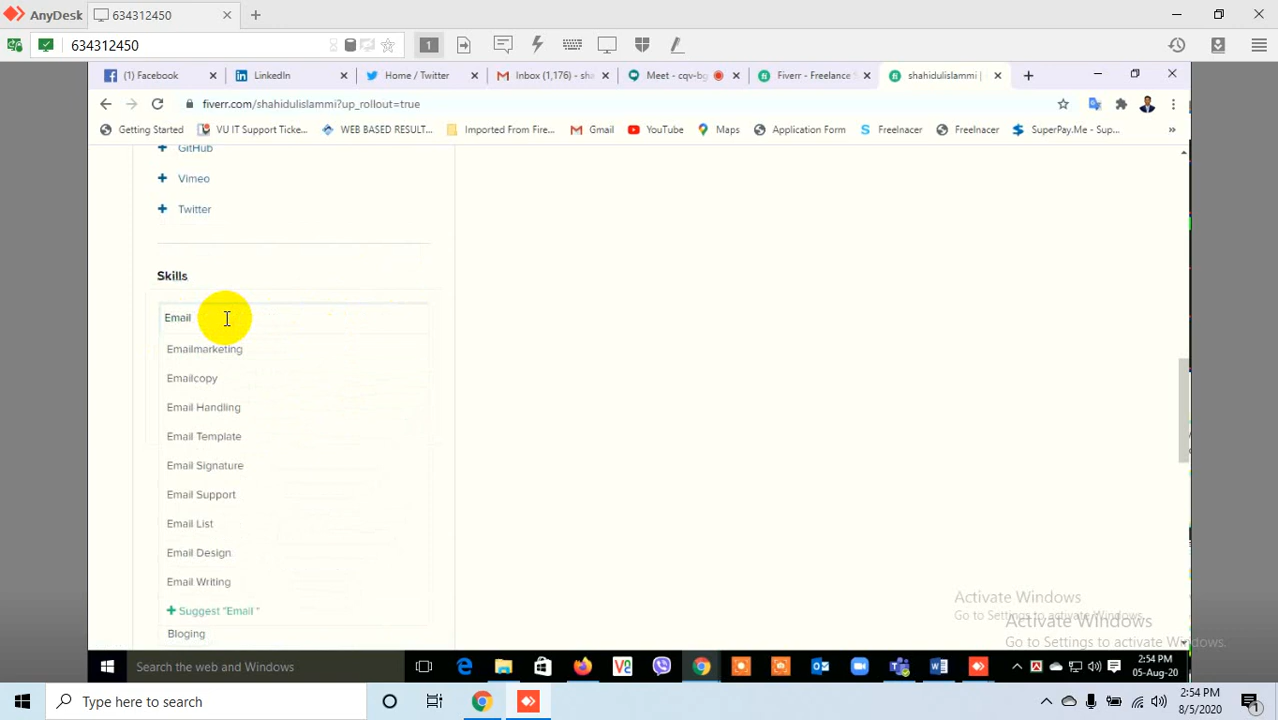 AnyDesk
634312450
634312450
1
(1) Facebook
LinkedIn
Home / Twitter
Inbox (1,176) - sha
Meet - cqv-bg
Fiverr - Freelance S
shahidulislammi |
fiverr.com/shahidulislammi?up_rollout=true
Getting Started
VU IT Support Ticke...
WEB BASED RESULT...
Imported From Fire...
Gmail
YouTube
Maps
Application Form
Freelnacer
Freelnacer
SuperPay.Me - Sup...
GitHub
Vimeo
Twitter
Skills
Email
Emailmarketing
Emailcopy
Email Handling
Email Template
Email Signature
Email Support
Email List
Email Design
Email Writing
+ Suggest "Email "
Bloging
Activate Windows
Go to Settings to activate Windows.
Activate Windows
Go to Settings to activate Windows.
Search the web and Windows
2:54 PM
05-Aug-20
Type here to search
2:54 PM
8/5/2020